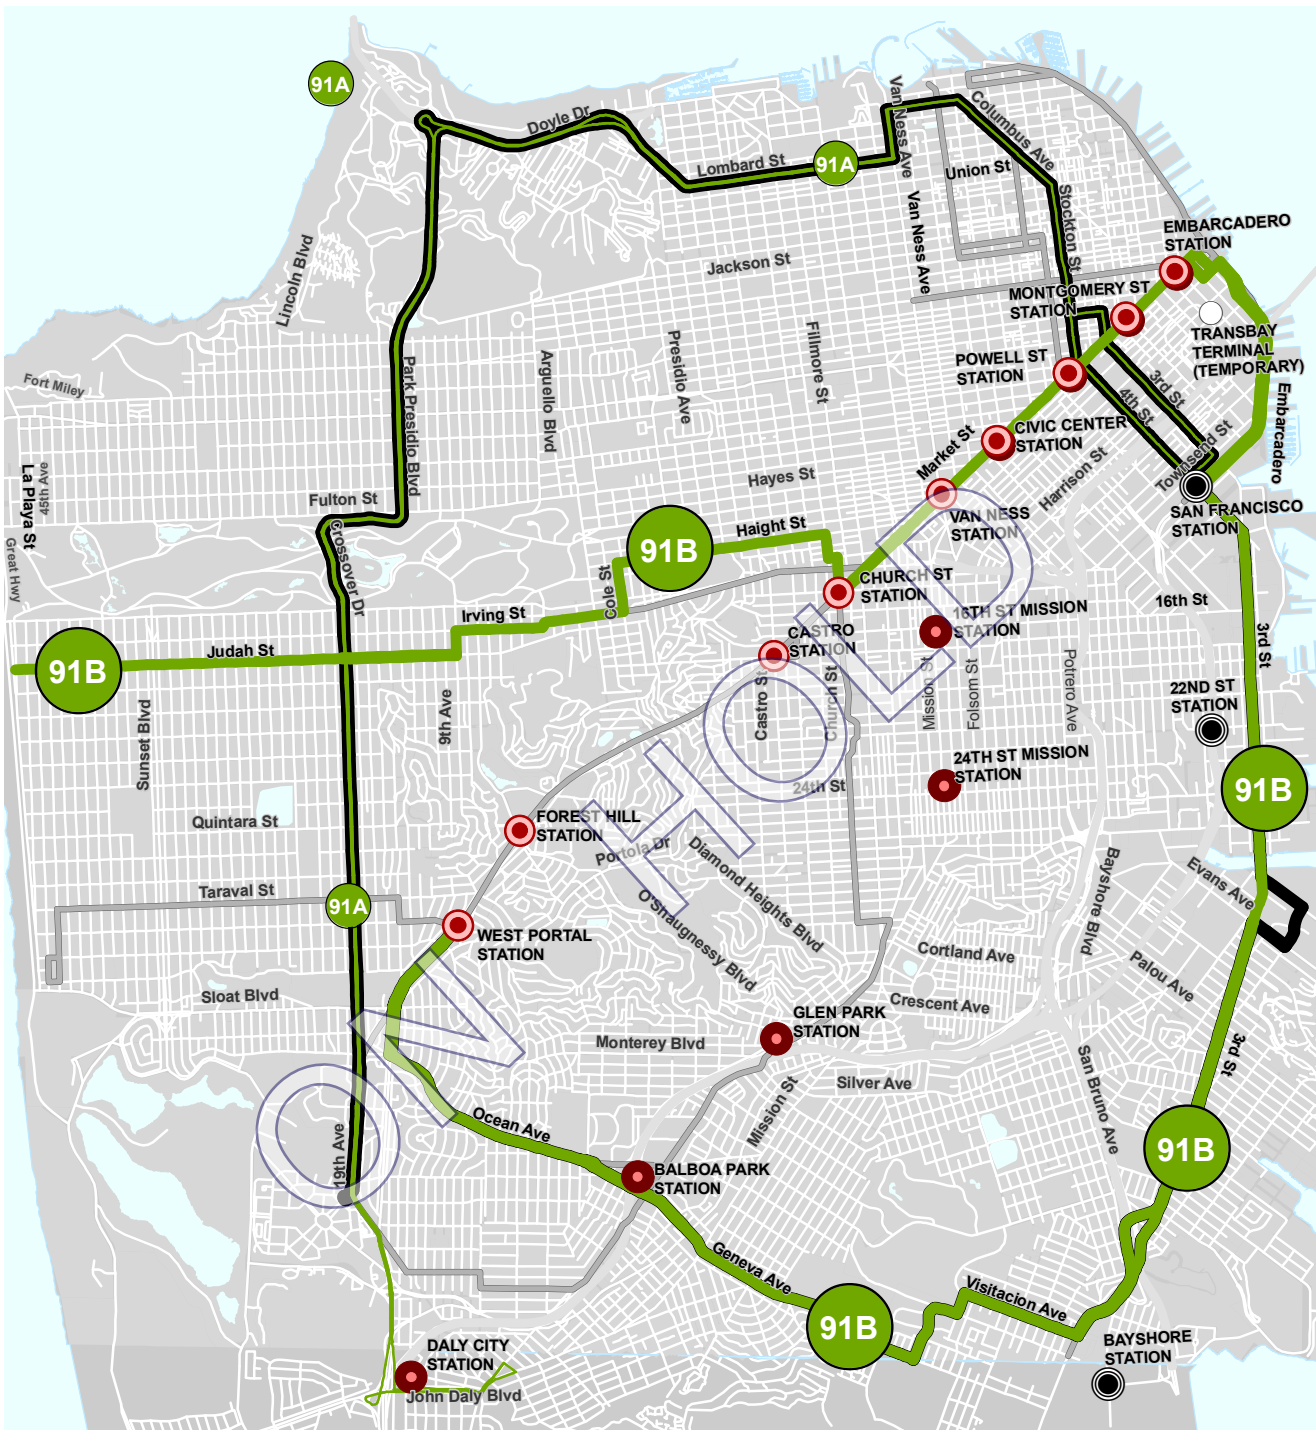 91A
Doyle Dr
Van Ness Ave
Columbus Ave
Lombard St
91A
Union St
Van Ness Ave
Stockton St
EMBARCADERO
STATION
Lincoln Blvd
Jackson St
MONTGOMERY ST
STATION
TRANSBAY
TERMINAL
(TEMPORARY)
Fort Miley
Park Presidio Blvd
Arguello Blvd
Presidio Ave
Fillmore St
POWELL ST
STATION
3rd St
4th St
Embarcadero
La Playa St
45th Ave
Great Hwy
Fulton St
Crossover Dr
Hayes St
Market St
CIVIC CENTER
STATION
Harrison St
Townsend St
SAN FRANCISCO
STATION
VAN NESS
STATION
91B
Haight St
Cole St
Irving St
Judah St
91B
CHURCH ST
STATION
CASTRO
STATION
16TH ST MISSION
STATION
16th St
3rd St
Sunset Blvd
9th Ave
Castro St
Church St
Mission St
Folsom St
Potrero Ave
22ND ST
STATION
24TH ST MISSION
STATION
24th St
91B
Quintara St
FOREST HILL
STATION
Portola Dr
Diamond Heights Blvd
O'Shaugnessy Blvd
Bayshore Blvd
Evans Ave
Taraval St
91A
WEST PORTAL
STATION
Cortland Ave
Palou Ave
Sloat Blvd
Crescent Ave
GLEN PARK
STATION
Monterey Blvd
Silver Ave
San Bruno Ave
3rd St
Mission St
Ocean Ave
19th Ave
91B
BALBOA PARK
STATION
Geneva Ave
Visitacion Ave
91B
BAYSHORE
STATION
DALY CITY
STATION
John Daly Blvd
OVTHOLD